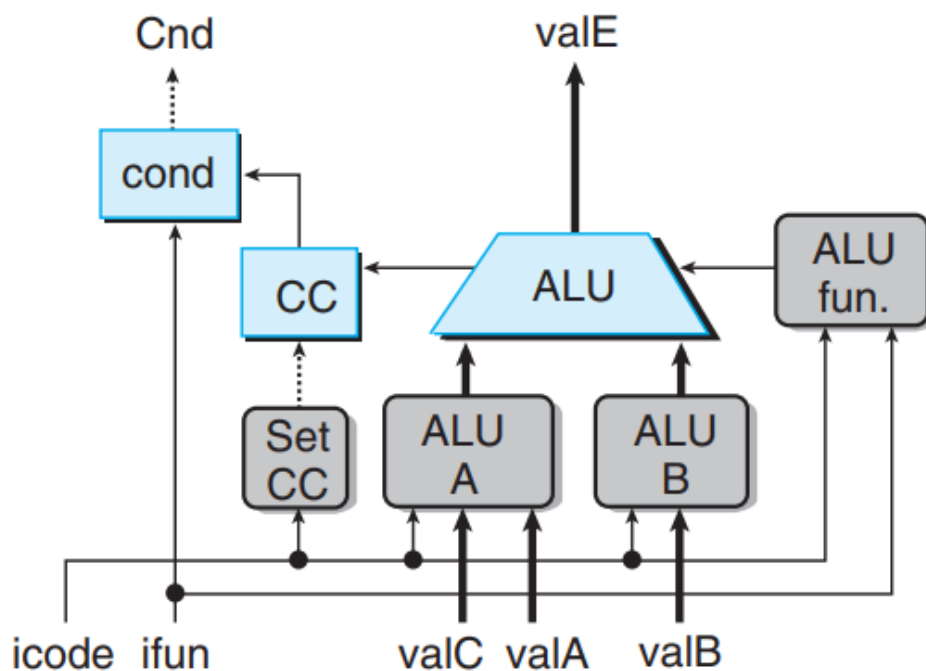 Cnd
valE
cond
CC
ALU
ALU
fun.
Set
CC
ALU
A
ALU
B
icode ifun valC valA valB